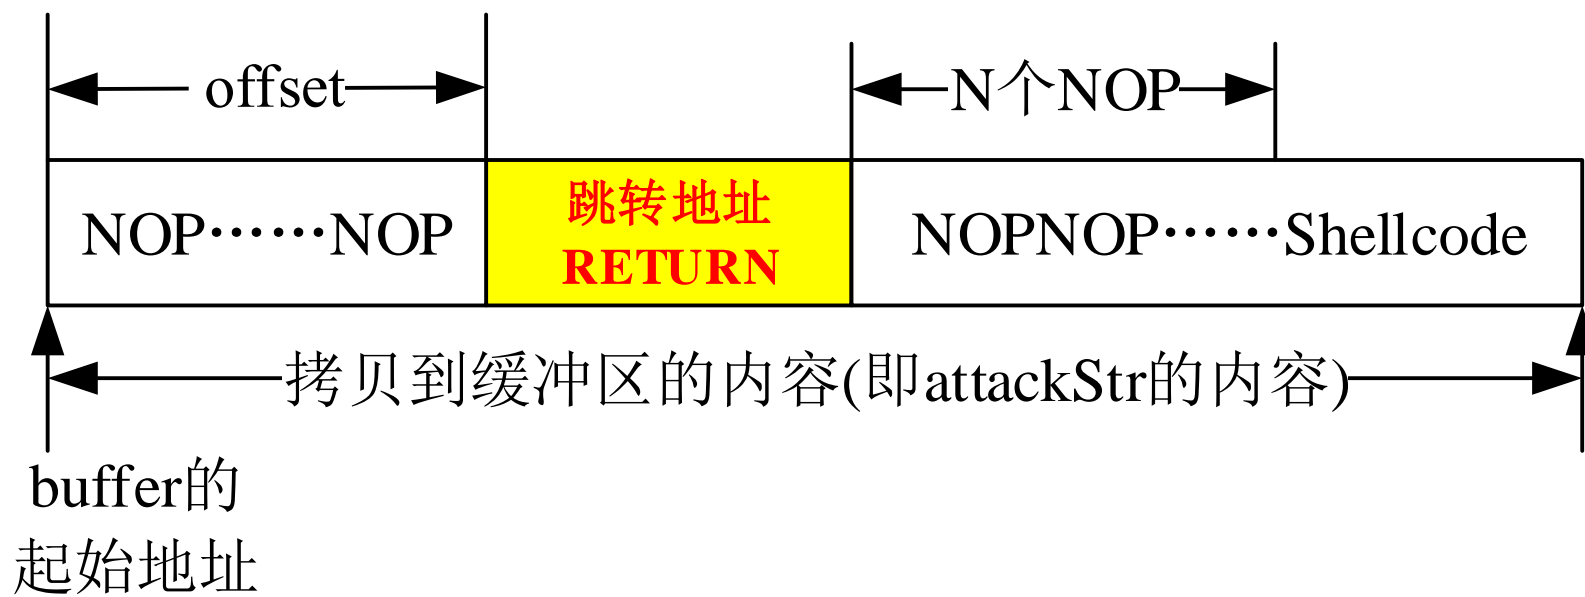 offset
N个NOP
NOP……NOP
跳转地址
RETURN
NOPNOP……Shellcode
拷贝到缓冲区的内容(即attackStr的内容)
buffer的
起始地址